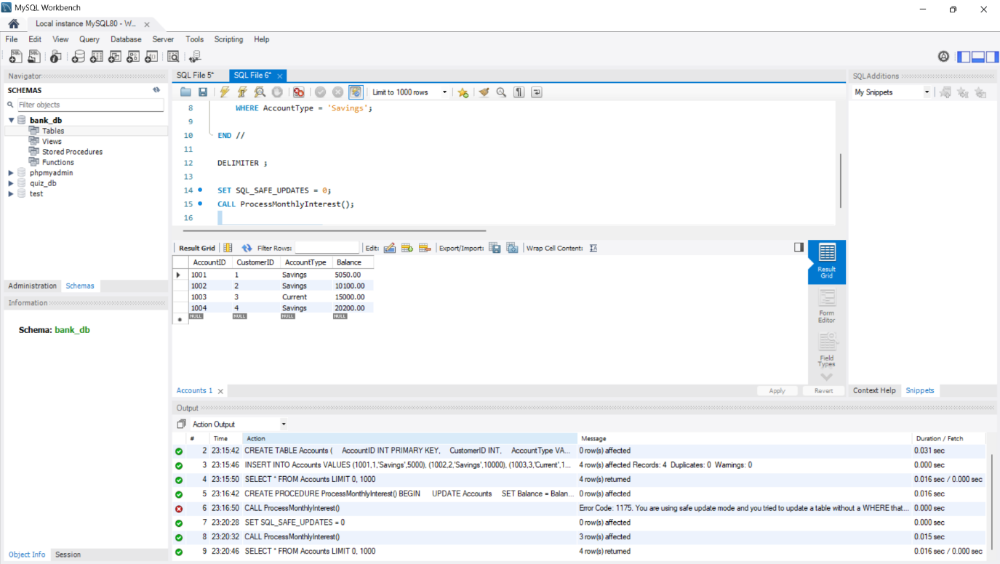 MySQL Workbench
Local instance MySQL80 - W...
File Edit View Query Database Server Tools Scripting Help
Navigator
SCHEMAS
Filter objects
bank_db
Tables
Views
Stored Procedures
Functions
phpmyadmin
quiz_db
test
Administration Schemas
Information
Schema: bank_db
Object Info Session
SQL File 5* SQL File 6*
Limit to 1000 rows
8 WHERE AccountType = 'Savings';
9
10 END //
11
12 DELIMITER ;
13
14 SET SQL_SAFE_UPDATES = 0;
15 CALL ProcessMonthlyInterest();
16
Result Grid Filter Rows: Edit: Export/Import: Wrap Cell Content:
AccountID CustomerID AccountType Balance
1001 1 Savings 5050.00
1002 2 Savings 10100.00
1003 3 Current 15000.00
1004 4 Savings 20200.00
NULL NULL NULL NULL
Result Grid
Form Editor
Field Types
Accounts 1 Apply Revert
SQLAdditions
My Snippets
Context Help Snippets
Output
Action Output
# Time Action Message Duration / Fetch
2 23:15:42 CREATE TABLE Accounts ( AccountID INT PRIMARY KEY, CustomerID INT, AccountType VA... 0 row(s) affected 0.031 sec
3 23:15:46 INSERT INTO Accounts VALUES (1001,1,'Savings',5000), (1002,2,'Savings',10000), (1003,3,'Current',1... 4 row(s) affected Records: 4 Duplicates: 0 Warnings: 0 0.000 sec
4 23:15:50 SELECT * FROM Accounts LIMIT 0, 1000 4 row(s) returned 0.016 sec / 0.000 sec
5 23:16:42 CREATE PROCEDURE ProcessMonthlyInterest() BEGIN UPDATE Accounts SET Balance = Balan... 0 row(s) affected 0.016 sec
6 23:16:50 CALL ProcessMonthlyInterest() Error Code: 1175. You are using safe update mode and you tried to update a table without a WHERE that... 0.000 sec
7 23:20:28 SET SQL_SAFE_UPDATES = 0 0 row(s) affected 0.000 sec
8 23:20:32 CALL ProcessMonthlyInterest() 3 row(s) affected 0.015 sec
9 23:20:46 SELECT * FROM Accounts LIMIT 0, 1000 4 row(s) returned 0.016 sec / 0.000 sec